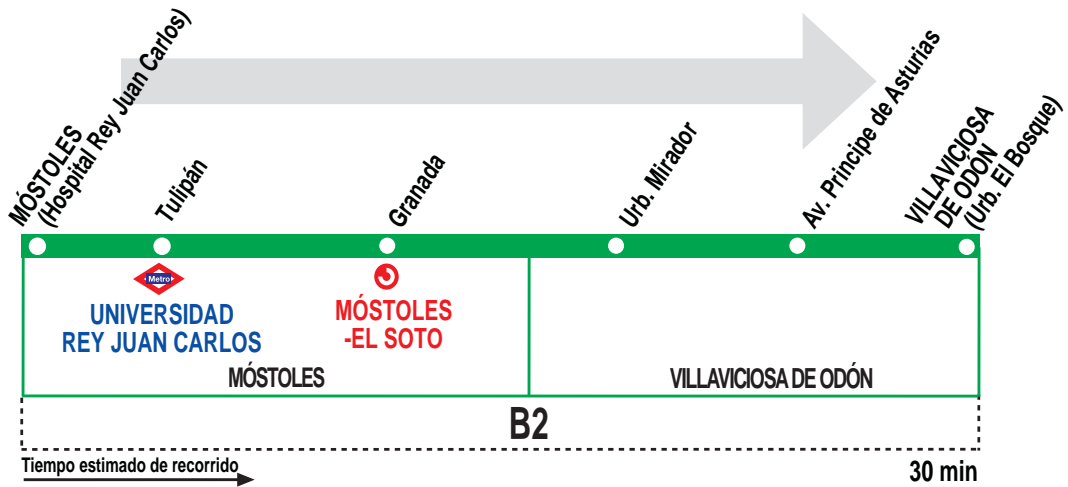 MÓSTOLES
(Hospital Rey Juan Carlos)
Tulipán
Granada
Urb. Mirador
Av. Principe de Asturias
VILLAVICIOSA
DE ODÓN
(Urb. El Bosque)
Metro
UNIVERSIDAD
REY JUAN CARLOS
MÓSTOLES
-EL SOTO
MÓSTOLES
VILLAVICIOSA DE ODÓN
B2
Tiempo estimado de recorrido
30 min